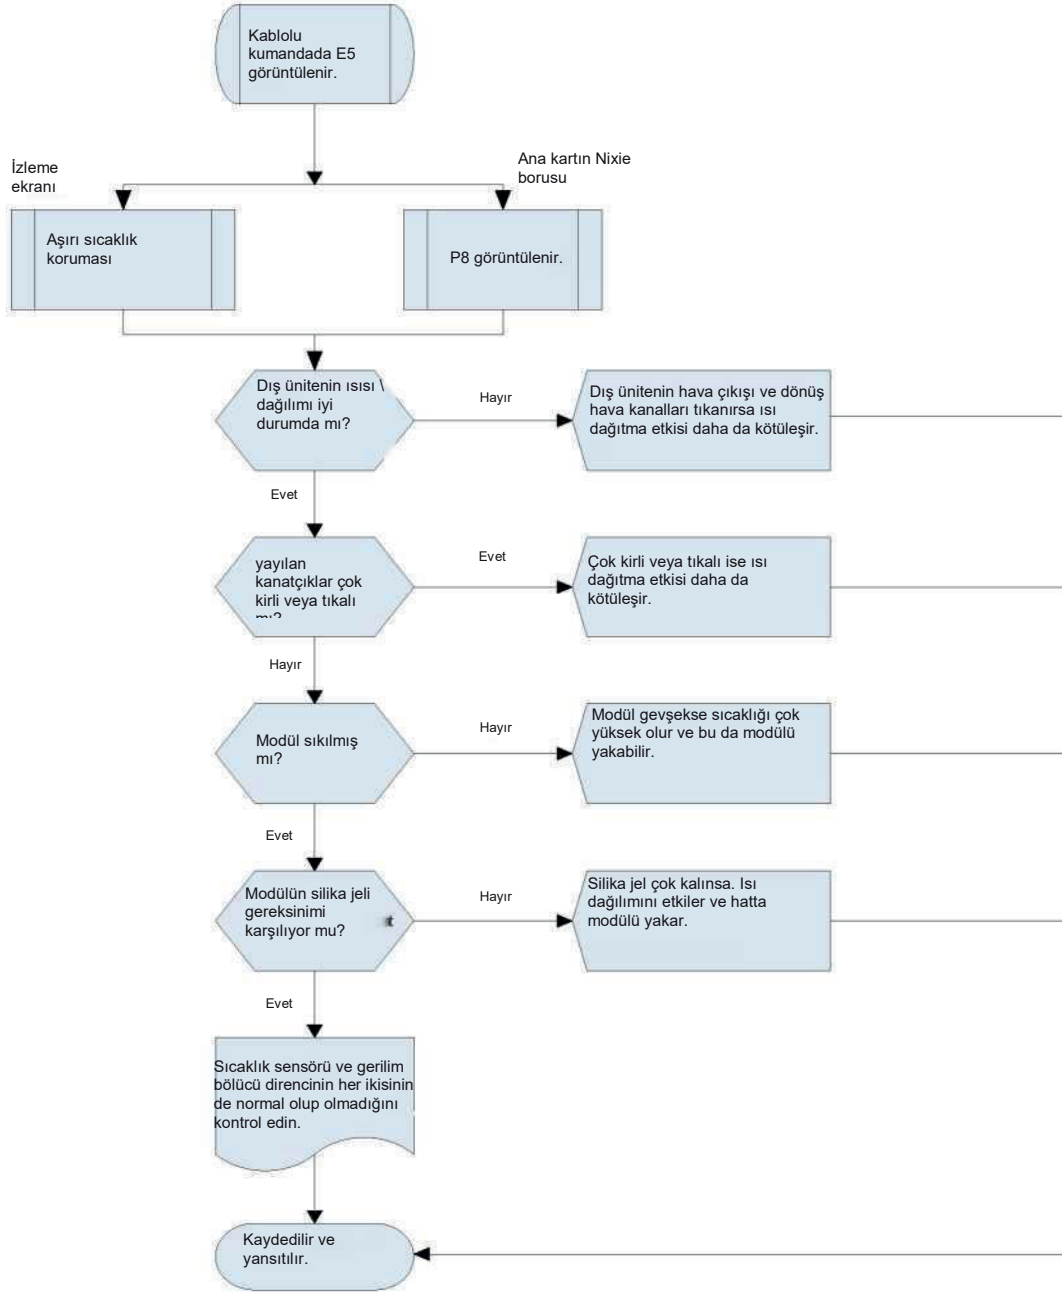 Kablolu
kumandada E5
görüntülenir.
İzleme
ekranı
Ana kartın Nixie
borusu
Aşırı sıcaklık
koruması
P8 görüntülenir.
Dış ünitenin ısısı \
dağılımı iyi
durumda mı?
Hayır
Dış ünitenin hava çıkışı ve dönüş
hava kanalları tıkanırsa ısı
dağıtma etkisi daha da kötüleşir.
Evet
yayılan
kanatçıklar çok
kirli veya tıkalı
mı?
Evet
Çok kirli veya tıkalı ise ısı
dağıtma etkisi daha da
kötüleşir.
Hayır
Modül sıkılmış
mı?
Hayır
Modül gevşekse sıcaklığı çok
yüksek olur ve bu da modülü
yakabilir.
Evet
Modülün silika jeli
gereksinimi
karşılıyor mu?
Hayır
Silika jel çok kalınsa. Isı
dağılımını etkiler ve hatta
modülü yakar.
Evet
Sıcaklık sensörü ve gerilim
bölücü direncinin her ikisinin
de normal olup olmadığını
kontrol edin.
Kaydedilir ve
yansıtılır.